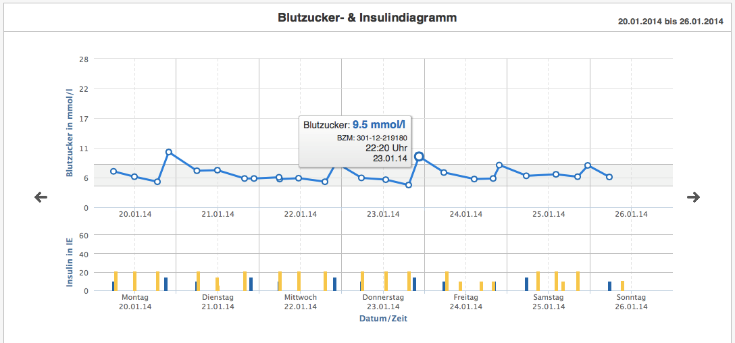 Blutzucker- & Insulindiagramm
20.01.2014 bis 26.01.2014
Blutzucker in mmol/l
28
22
17
11
6
0
Blutzucker: 9.5 mmol/l
BZM: 301-12-219180
22:20 Uhr
23.01.14
20.01.14 21.01.14 22.01.14 23.01.14 24.01.14 25.01.14 26.01.14
Insulin in IE
60
40
20
0
Montag Dienstag Mittwoch Donnerstag Freitag Samstag Sonntag
20.01.14 21.01.14 22.01.14 23.01.14 24.01.14 25.01.14 26.01.14
Datum/Zeit